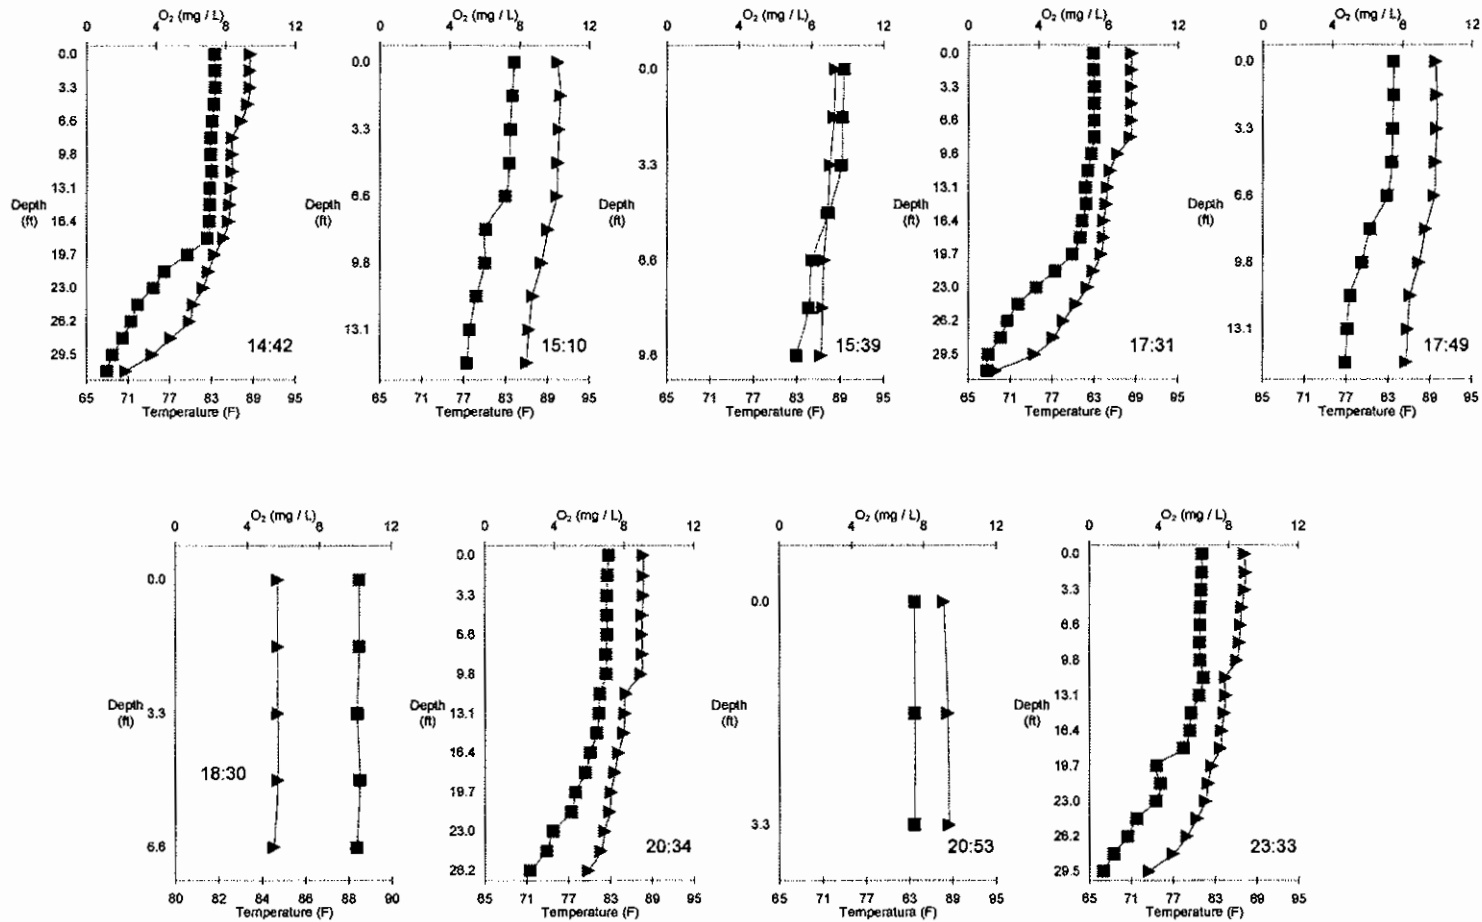 O₂ (mg / L)
0 4 8 12
0.0
3.3
6.6
9.8
13.1
Depth
(ft)
16.4
19.7
23.0
26.2
29.5
14:42
65 71 77 83 89 95
Temperature (F)
O₂ (mg / L)
0 4 8 12
0.0
3.3
Depth
(ft)
6.6
9.8
13.1
15:10
65 71 77 83 89 95
Temperature (F)
O₂ (mg / L)
0 4 8 12
0.0
3.3
Depth
(ft)
6.6
9.8
15:39
65 71 77 83 89 95
Temperature (F)
O₂ (mg / L)
0 4 8 12
0.0
3.3
6.6
9.8
13.1
Depth
(ft)
16.4
19.7
23.0
26.2
29.5
17:31
65 71 77 83 89 95
Temperature (F)
O₂ (mg / L)
0 4 8 12
0.0
3.3
Depth
(ft)
6.6
9.8
13.1
17:49
65 71 77 83 89 95
Temperature (F)
O₂ (mg / L)
0 4 8 12
0.0
Depth
(ft)
3.3
18:30
6.6
80 82 84 86 88 90
Temperature (F)
O₂ (mg / L)
0 4 8 12
0.0
3.3
6.6
9.8
Depth
(ft)
13.1
16.4
19.7
23.0
26.2
20:34
65 71 77 83 89 95
Temperature (F)
O₂ (mg / L)
0 4 8 12
0.0
Depth
(ft)
3.3
20:53
65 71 77 83 89 95
Temperature (F)
O₂ (mg / L)
0 4 8 12
0.0
3.3
6.6
9.8
13.1
Depth
(ft)
16.4
19.7
23.0
26.2
29.5
23:33
65 71 77 83 89 95
Temperature (F)